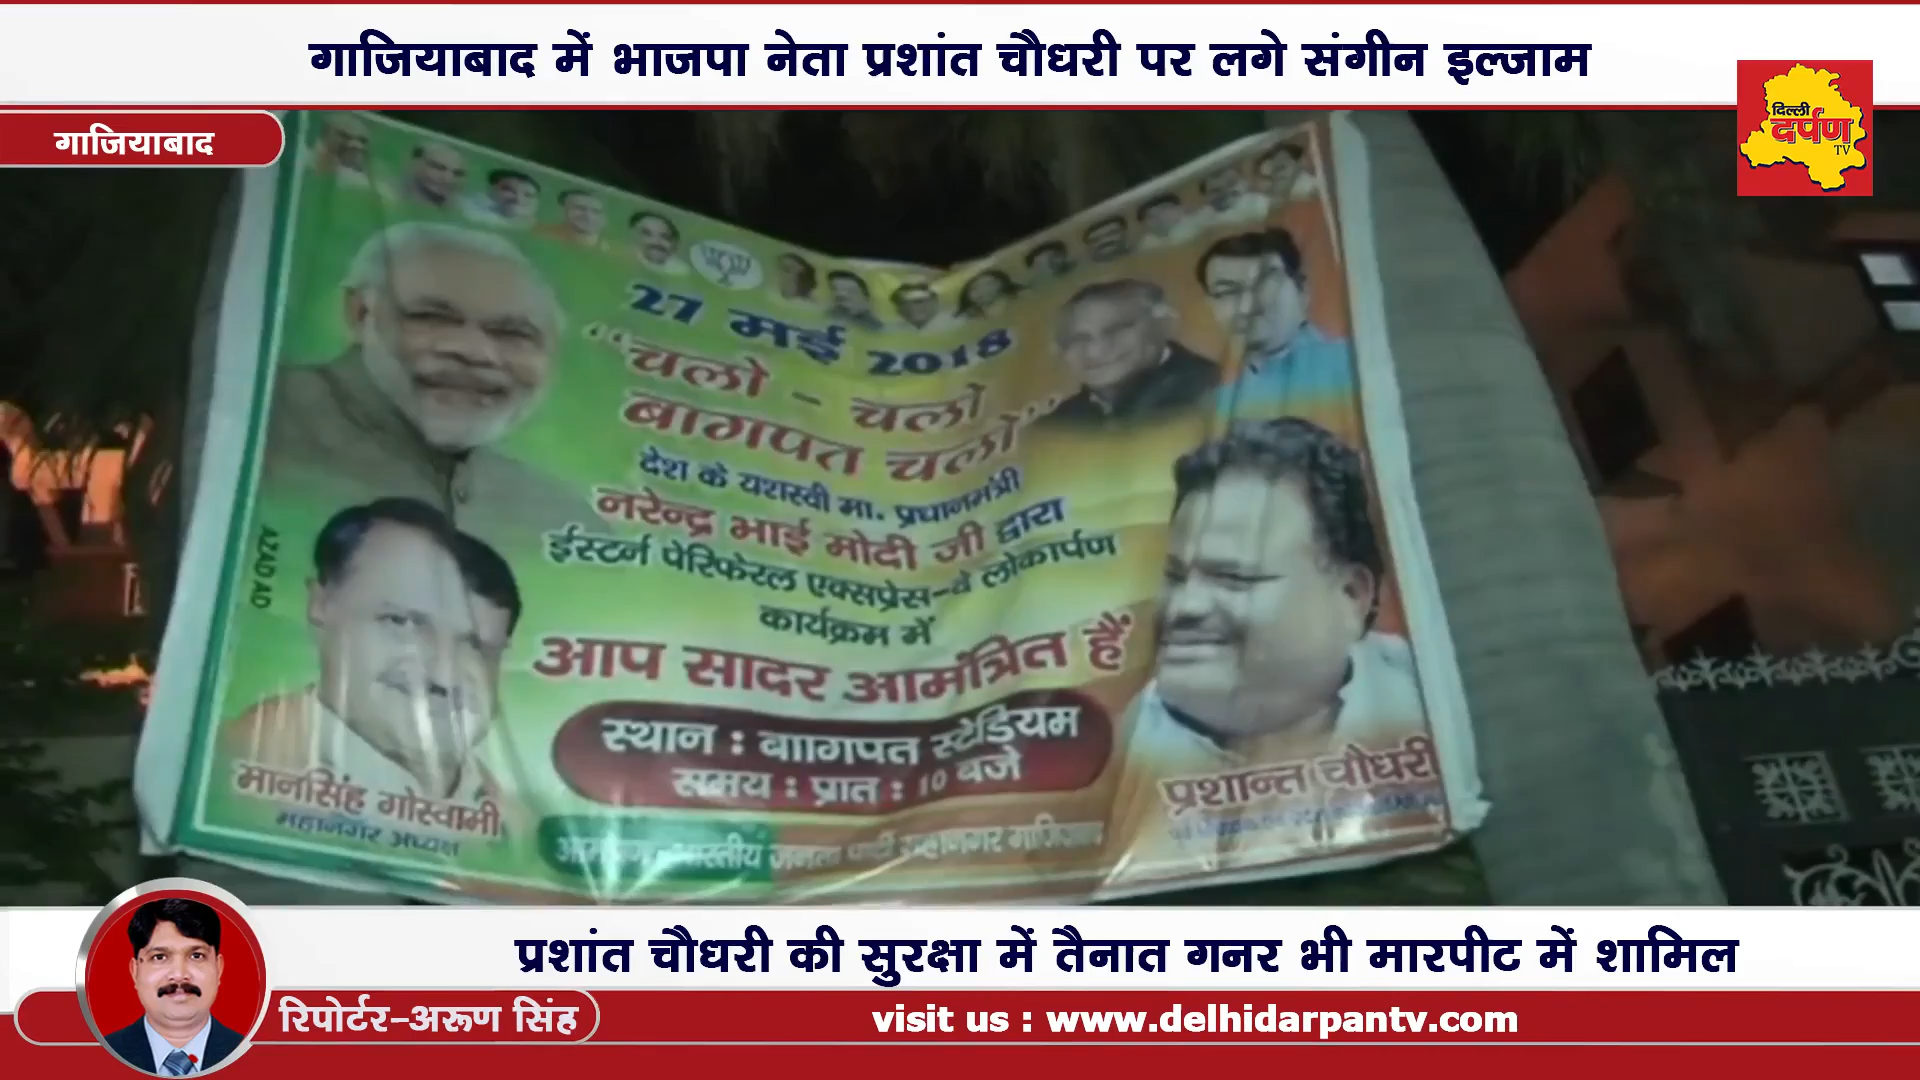 गाजियाबाद में भाजपा नेता प्रशांत चौधरी पर लगे संगीन इल्जाम
गाजियाबाद
दिल्ली
दर्पण
TV
27 मई 2018
“चलो - चलो
बागपत चलो”
देश के यशस्वी मा. प्रधानमंत्री
नरेन्द्र भाई मोदी जी द्वारा
ईस्टर्न पेरिफेरल एक्सप्रेस-वे लोकार्पण
कार्यक्रम में
आप सादर आमंत्रित हैं
स्थान : बाागपत स्टेडियम
समय : प्रात : 10 बजे
AZAD AD
मानसिंह गोस्वामी
महानगर अध्यक्ष
प्रशान्त चौधरी
भारतीय जनता पार्टी महानगर
प्रशांत चौधरी की सुरक्षा में तैनात गनर भी मारपीट में शामिल
रिपोर्टर-अरूण सिंह
visit us : www.delhidarpantv.com